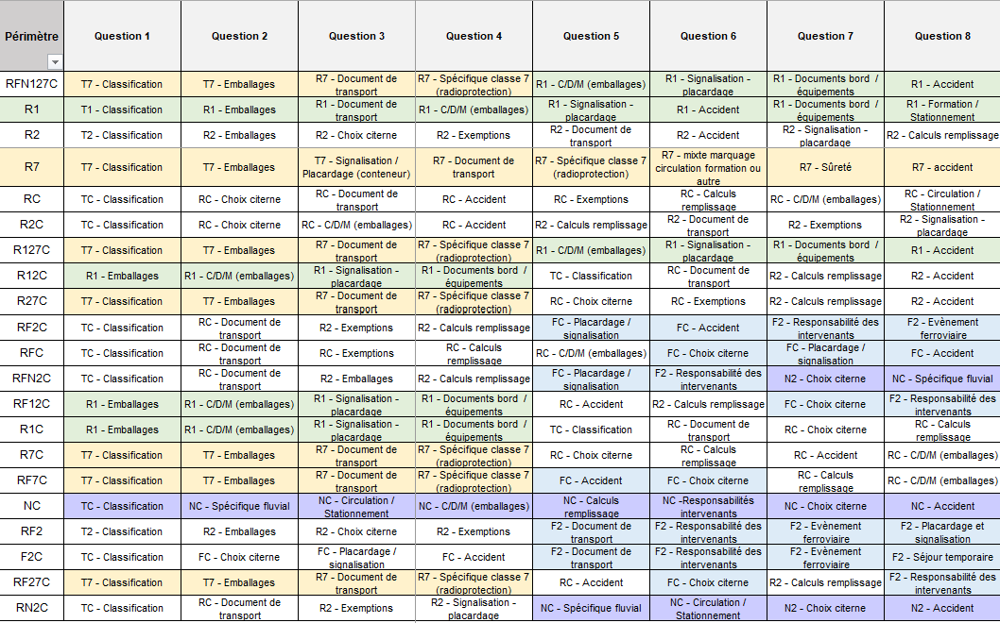 Périmètre Question 1 Question 2 Question 3 Question 4 Question 5 Question 6 Question 7 Question 8
RFN127C T7 - Classification T7 - Emballages R7 - Document de transport R7 - Spécifique classe 7 (radioprotection) R1 - C/D/M (emballages) R1 - Signalisation - placardage R1 - Documents bord / équipements R1 - Accident
R1 T1 - Classification R1 - Emballages R1 - Document de transport R1 - C/D/M (emballages) R1 - Signalisation - placardage R1 - Accident R1 - Documents bord / équipements R1 - Formation / Stationnement
R2 T2 - Classification R2 - Emballages R2 - Choix citerne R2 - Exemptions R2 - Document de transport R2 - Accident R2 - Signalisation - placardage R2 - Calculs remplissage
R7 T7 - Classification T7 - Emballages T7 - Signalisation / Placardage (conteneur) R7 - Document de transport R7 - Spécifique classe 7 (radioprotection) R7 - mixte marquage circulation formation ou autre R7 - Sûreté R7 - accident
RC TC - Classification RC - Choix citerne RC - Document de transport RC - Accident RC - Exemptions RC - Calculs remplissage RC - C/D/M (emballages) RC - Circulation / Stationnement
R2C TC - Classification RC - Choix citerne RC - C/D/M (emballages) RC - Accident R2 - Calculs remplissage R2 - Document de transport R2 - Exemptions R2 - Signalisation - placardage
R127C T7 - Classification T7 - Emballages R7 - Document de transport R7 - Spécifique classe 7 (radioprotection) R1 - C/D/M (emballages) R1 - Signalisation - placardage R1 - Documents bord / équipements R1 - Accident
R12C R1 - Emballages R1 - C/D/M (emballages) R1 - Signalisation - placardage R1 - Documents bord / équipements TC - Classification RC - Document de transport R2 - Calculs remplissage R2 - Accident
R27C T7 - Classification T7 - Emballages R7 - Document de transport R7 - Spécifique classe 7 (radioprotection) RC - Choix citerne RC - Exemptions R2 - Calculs remplissage R2 - Accident
RF2C TC - Classification RC - Document de transport R2 - Exemptions R2 - Calculs remplissage FC - Placardage / signalisation FC - Accident F2 - Responsabilité des intervenants F2 - Evènement ferroviaire
RFC TC - Classification RC - Document de transport RC - Exemptions RC - Calculs remplissage RC - C/D/M (emballages) FC - Choix citerne FC - Placardage / signalisation FC - Accident
RFN2C TC - Classification RC - Document de transport R2 - Emballages R2 - Calculs remplissage FC - Placardage / signalisation F2 - Responsabilité des intervenants N2 - Choix citerne NC - Spécifique fluvial
RF12C R1 - Emballages R1 - C/D/M (emballages) R1 - Signalisation - placardage R1 - Documents bord / équipements RC - Accident R2 - Calculs remplissage FC - Choix citerne F2 - Responsabilité des intervenants
R1C R1 - Emballages R1 - C/D/M (emballages) R1 - Signalisation - placardage R1 - Documents bord / équipements TC - Classification RC - Document de transport RC - Choix citerne RC - Calculs remplissage
R7C T7 - Classification T7 - Emballages R7 - Document de transport R7 - Spécifique classe 7 (radioprotection) RC - Choix citerne RC - Calculs remplissage RC - Accident RC - C/D/M (emballages)
RF7C T7 - Classification T7 - Emballages R7 - Document de transport R7 - Spécifique classe 7 (radioprotection) FC - Accident FC - Choix citerne RC - Calculs remplissage RC - C/D/M (emballages)
NC TC - Classification NC - Spécifique fluvial NC - Circulation / Stationnement NC - C/D/M (emballages) NC - Calculs remplissage NC -Responsabilités intervenants NC - Choix citerne NC - Accident
RF2 T2 - Classification R2 - Emballages R2 - Choix citerne R2 - Exemptions F2 - Document de transport F2 - Responsabilité des intervenants F2 - Evènement ferroviaire F2 - Placardage et signalisation
F2C TC - Classification FC - Choix citerne FC - Placardage / signalisation FC - Accident F2 - Document de transport F2 - Responsabilité des intervenants F2 - Evènement ferroviaire F2 - Séjour temporaire
RF27C T7 - Classification T7 - Emballages R7 - Document de transport R7 - Spécifique classe 7 (radioprotection) RC - Accident FC - Choix citerne R2 - Calculs remplissage F2 - Responsabilité des intervenants
RN2C TC - Classification RC - Document de transport R2 - Exemptions R2 - Signalisation - placardage NC - Spécifique fluvial NC - Circulation / Stationnement N2 - Choix citerne N2 - Accident